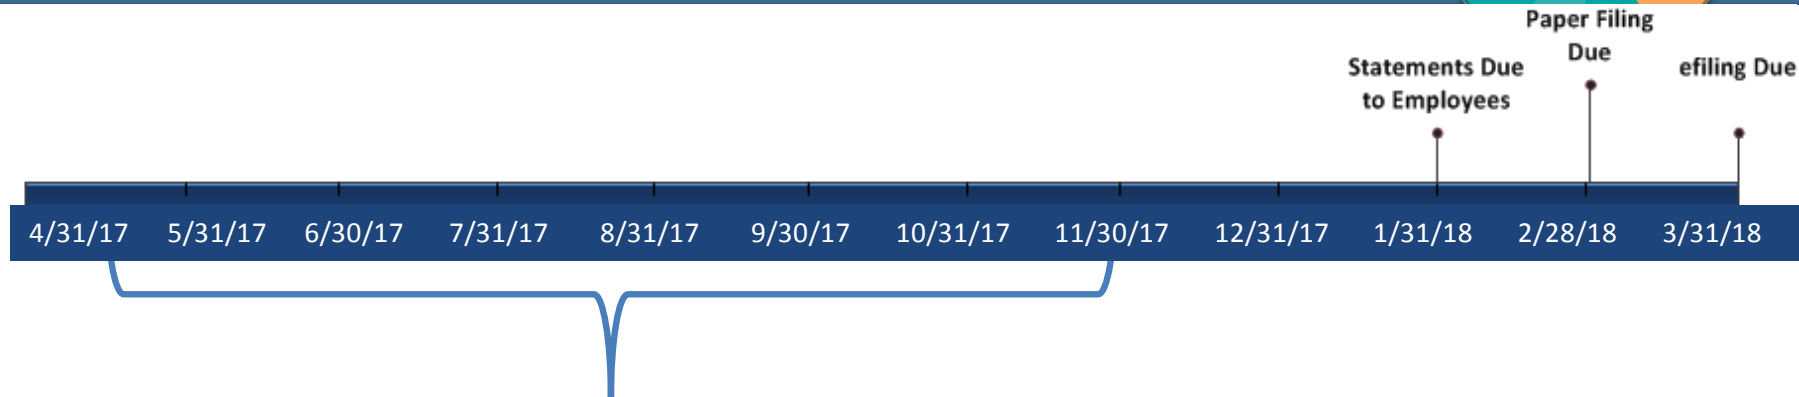 Paper Filing
Due
Statements Due
to Employees
efiling Due
4/31/17 5/31/17 6/30/17 7/31/17 8/31/17 9/30/17 10/31/17 11/30/17 12/31/17 1/31/18 2/28/18 3/31/18